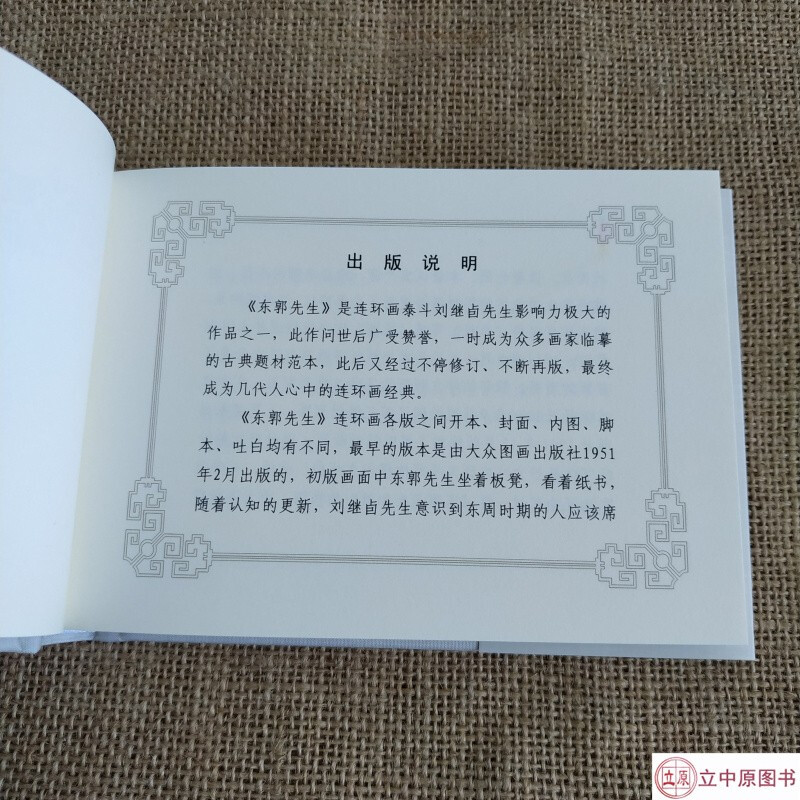 出版说明
《东郭先生》是连环画泰斗刘继卣先生影响力极大的
作品之一，此作问世后广受赞誉，一时成为众多画家临摹
的古典题材范本，此后又经过不停修订、不断再版，最终
成为几代人心中的连环画经典。
《东郭先生》连环画各版之间开本、封面、内图、脚
本、吐白均有不同，最早的版本是由大众图画出版社1951
年2月出版的，初版画面中东郭先生坐着板凳，看着纸书，
随着认知的更新，刘继卣先生意识到东周时期的人应该席
立原
立中原图书